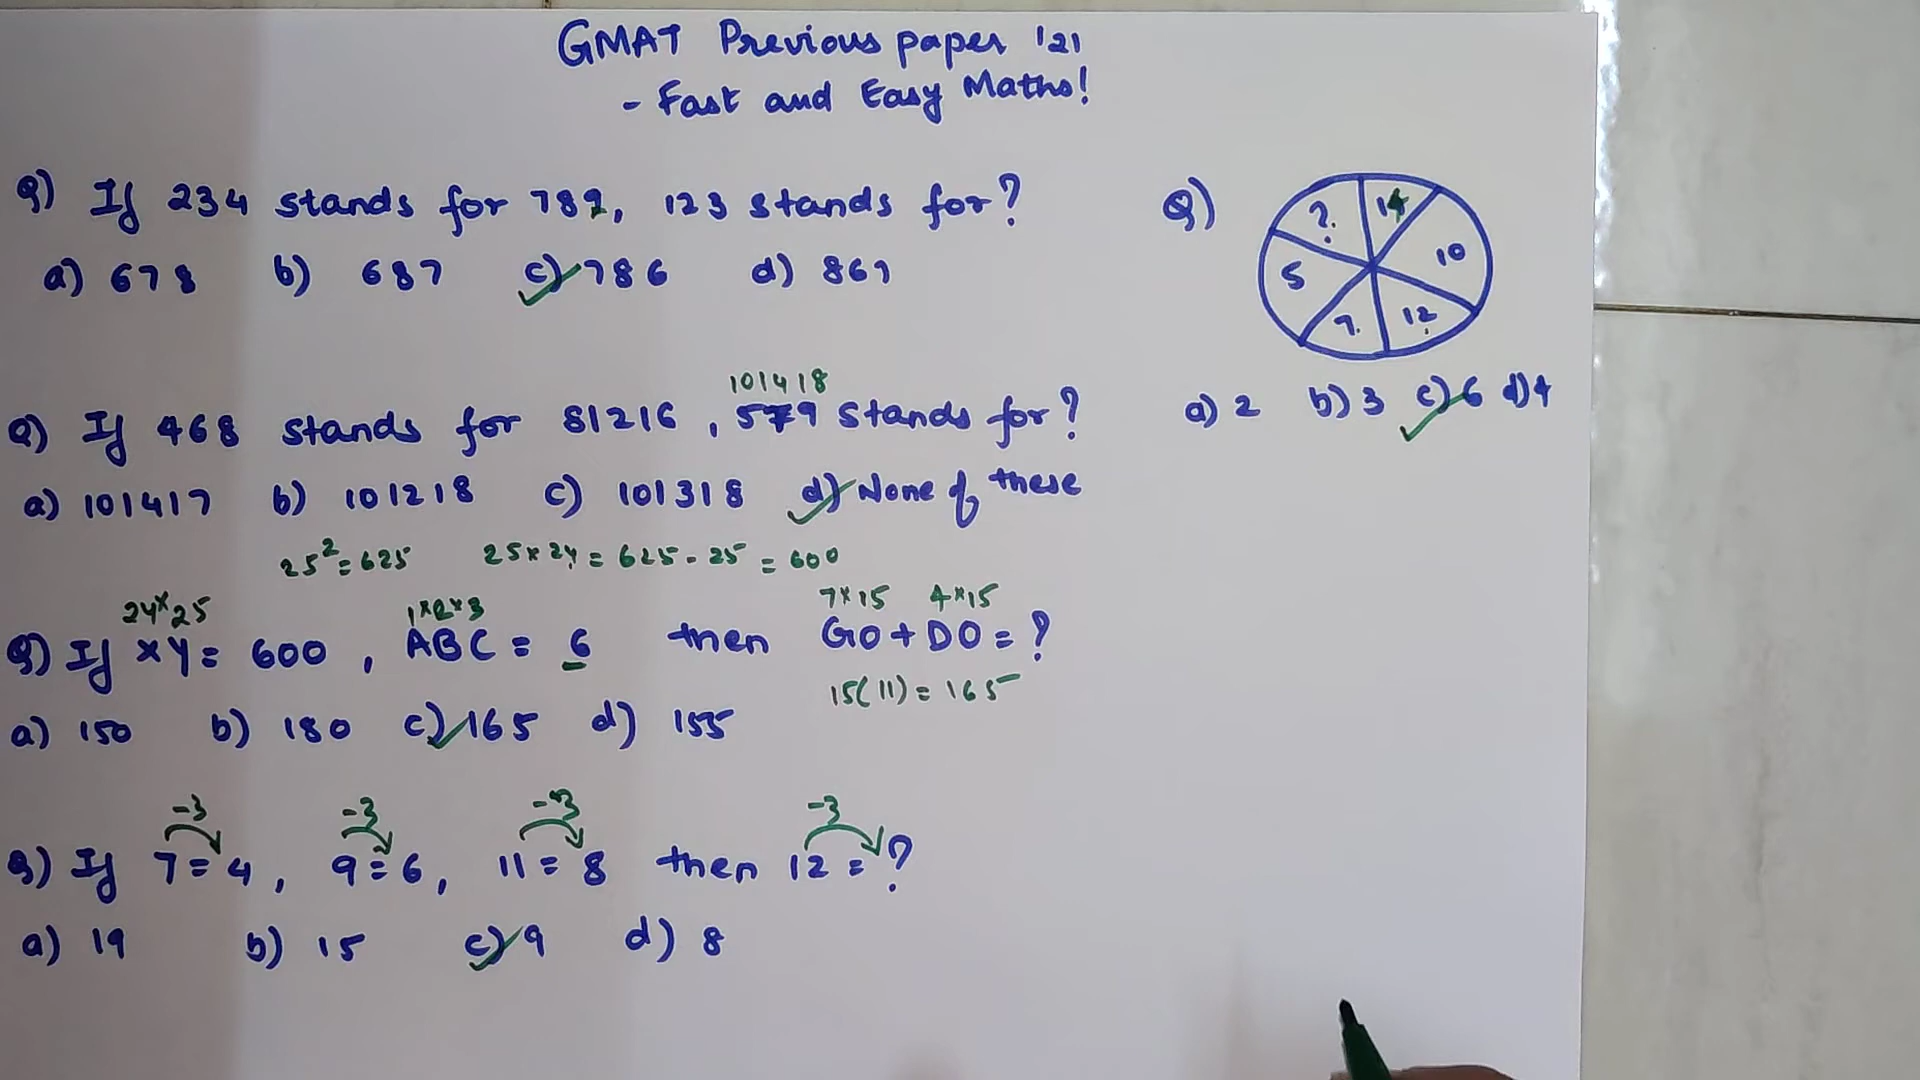 GMAT Previous paper '21
- Fast and Easy Maths!
Q) If 234 stands for 789, 123 stands for?
a) 678 b) 687 c) 786 d) 869
101418
Q) If 468 stands for 81216, 579 stands for?
a) 101417 b) 101218 c) 101318 d) None of these
25²=625 25×24= 625-25 = 600
24×25 1×2×3 7×15 4×15
Q) If XY= 600, ABC = 6 then GO+DO=?
15(11)= 165
a) 150 b) 180 c) 165 d) 155
-3 -3 -3 -3
Q) If 7=4, 9=6, 11=8 then 12=?
a) 19 b) 15 c) 9 d) 8
Q)
? 14
5 10
7. 12
a) 2 b) 3 c) 6 d) 4